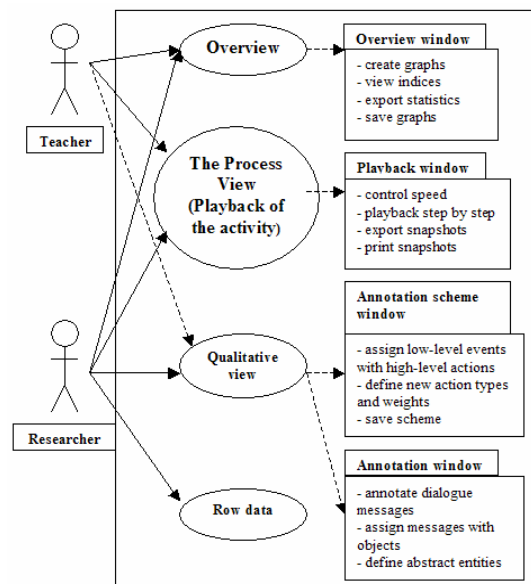 Overview
Overview window
- create graphs
- view indices
- export statistics
- save graphs
Teacher
The Process
View
(Playback of
the activity)
Playback window
- control speed
- playback step by step
- export snapshots
- print snapshots
Annotation scheme
window
- assign low-level events
with high-level actions
- define new action types
and weights
- save scheme
Qualitative
view
Researcher
Annotation window
- annotate dialogue
messages
- assign messages with
objects
- define abstract entities
Row data